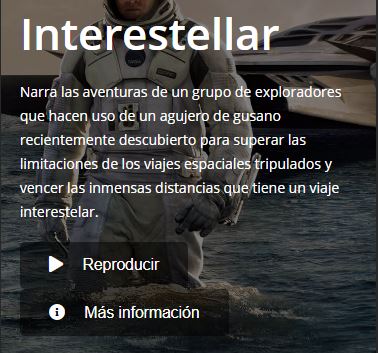 Interestellar
Narra las aventuras de un grupo de exploradores
que hacen uso de un agujero de gusano
recientemente descubierto para superar las
limitaciones de los viajes espaciales tripulados y
vencer las inmensas distancias que tiene un viaje
interestelar.
Reproducir
Más información